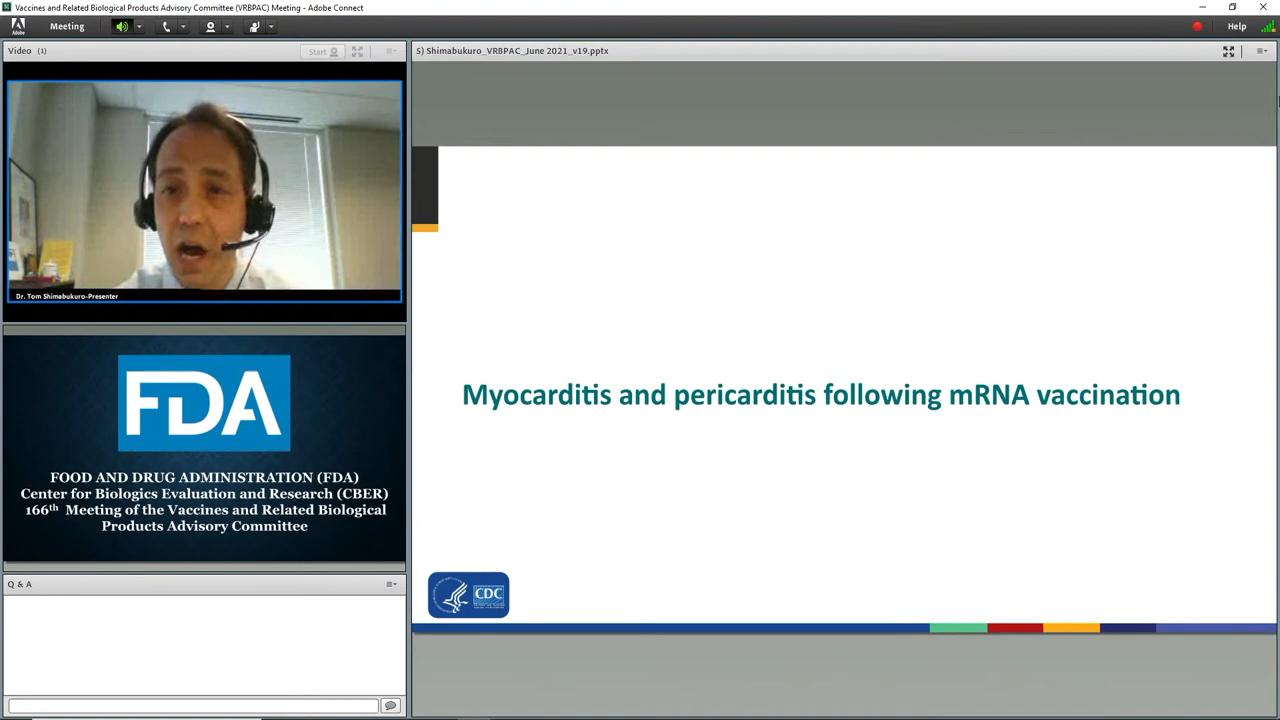 Vaccines and Related Biological Products Advisory Committee (VRBPAC) Meeting - Adobe Connect
Adobe
Meeting
Help
Video (1)
Start
5) Shimabukuro_VRBPAC_June 2021_v19.pptx
Dr. Tom Shimabukuro-Presenter
Myocarditis and pericarditis following mRNA vaccination
FDA
FOOD AND DRUG ADMINISTRATION (FDA)
Center for Biologics Evaluation and Research (CBER)
166th Meeting of the Vaccines and Related Biological
Products Advisory Committee
CDC
Q & A